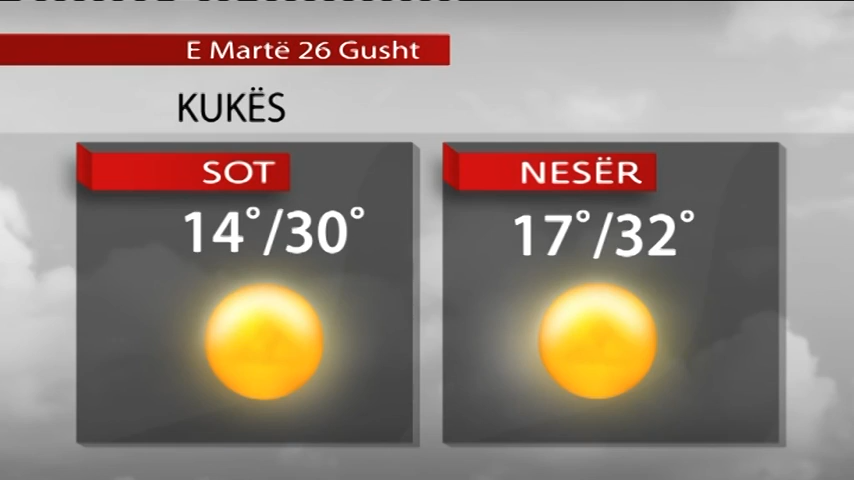 E Martë 26 Gusht
KUKËS
SOT
14°/30°
NESËR
17°/32°